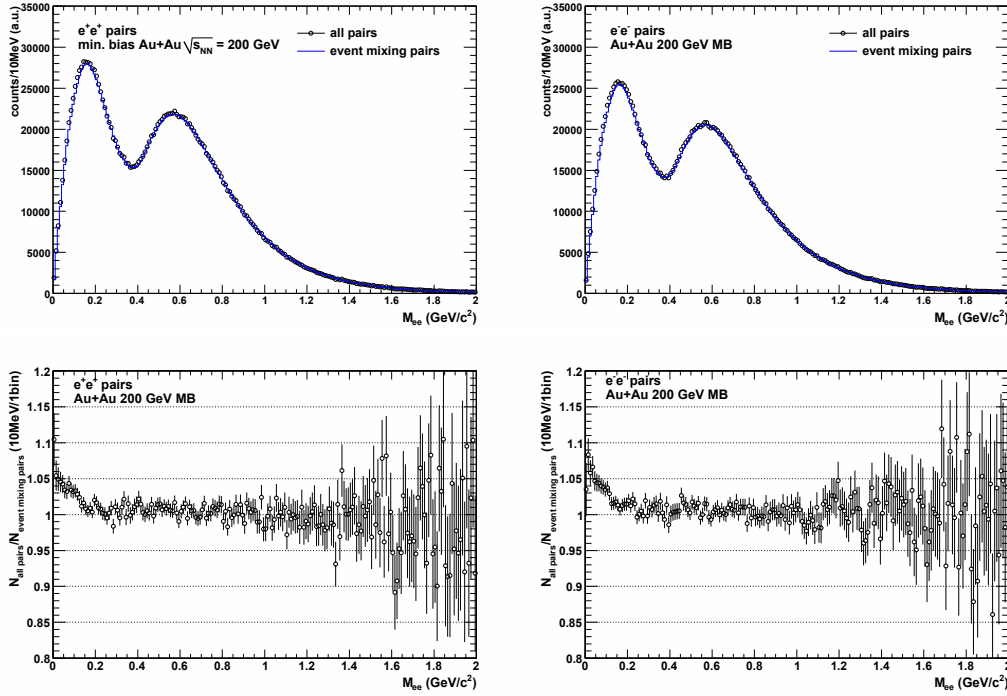 e⁺e⁺ pairs
min. bias Au+Au √s_NN = 200 GeV
all pairs
event mixing pairs
counts/10MeV (a.u.)
35000
30000
25000
20000
15000
10000
5000
0
0 0.2 0.4 0.6 0.8 1 1.2 1.4 1.6 1.8 2
M_ee (GeV/c²)
e⁻e⁻ pairs
Au+Au 200 GeV MB
all pairs
event mixing pairs
counts/10MeV (a.u.)
35000
30000
25000
20000
15000
10000
5000
0
0 0.2 0.4 0.6 0.8 1 1.2 1.4 1.6 1.8 2
M_ee (GeV/c²)
e⁺e⁺ pairs
Au+Au 200 GeV MB
N_all pairs/N_event mixing pairs (10MeV/1bin)
1.2
1.15
1.1
1.05
1
0.95
0.9
0.85
0.8
0 0.2 0.4 0.6 0.8 1 1.2 1.4 1.6 1.8 2
M_ee (GeV/c²)
e⁻e⁻ pairs
Au+Au 200 GeV MB
N_all pairs/N_event mixing pairs (10MeV/1bin)
1.2
1.15
1.1
1.05
1
0.95
0.9
0.85
0.8
0 0.2 0.4 0.6 0.8 1 1.2 1.4 1.6 1.8 2
M_ee (GeV/c²)